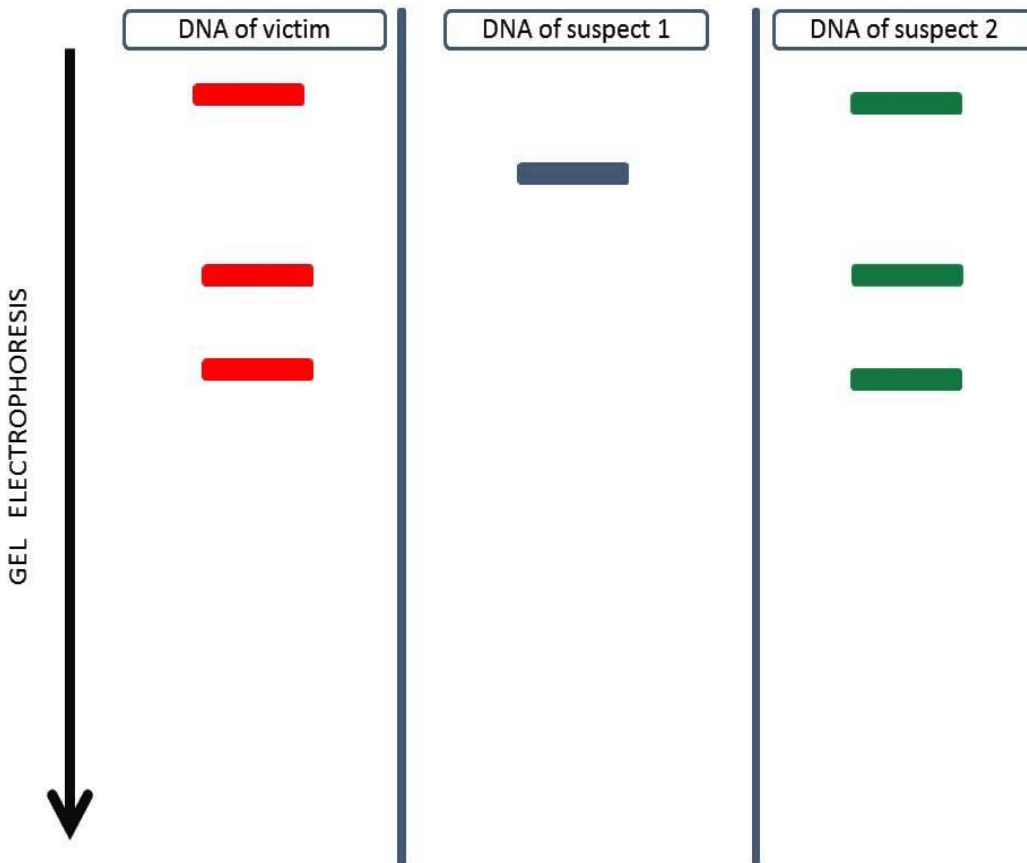 DNA of victim
DNA of suspect 1
DNA of suspect 2
GEL ELECTROPHORESIS